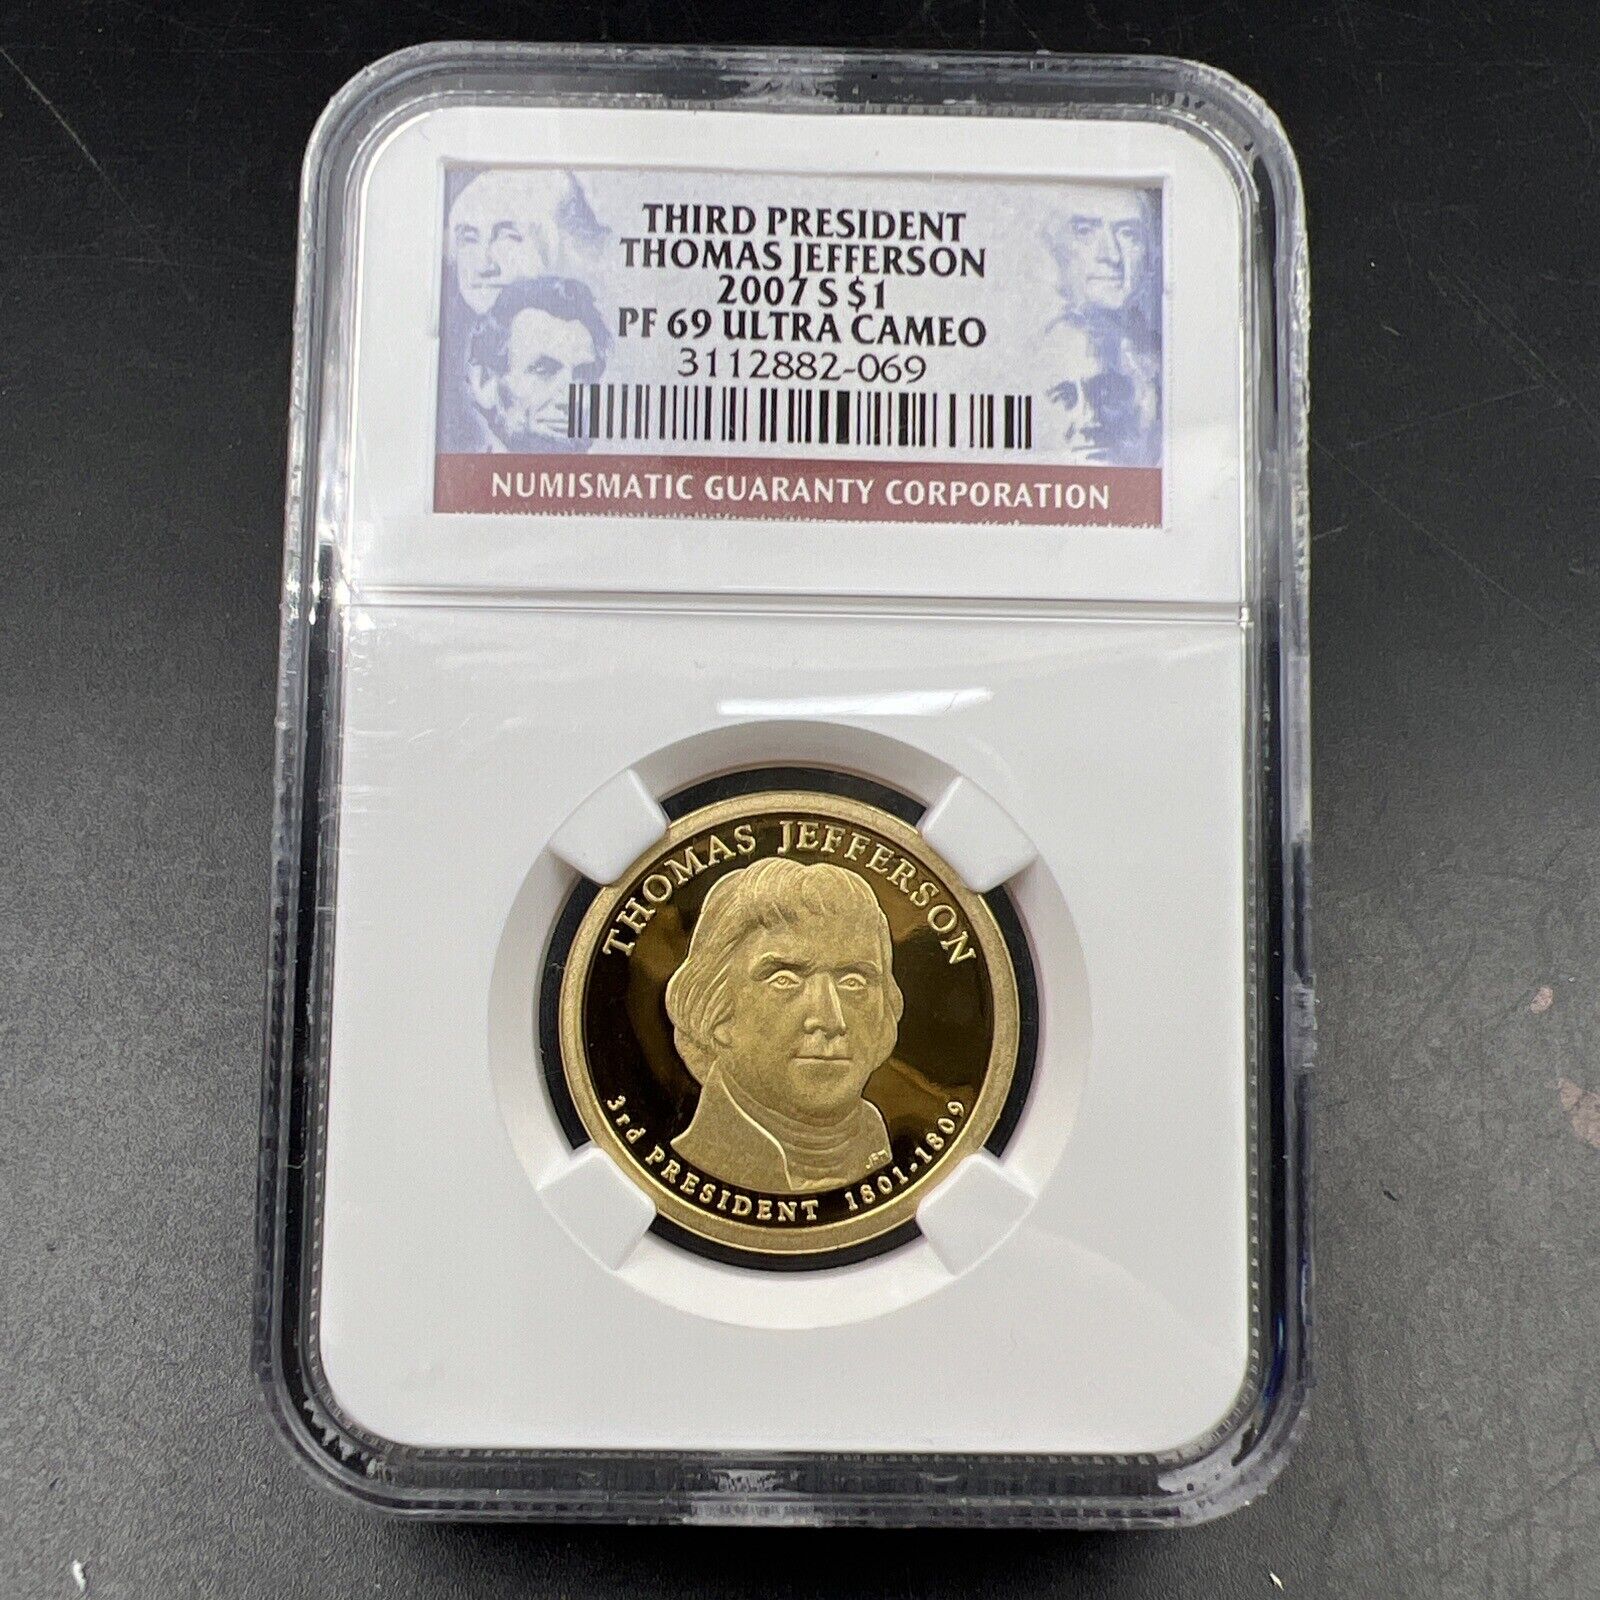 THIRD PRESIDENT
THOMAS JEFFERSON
2007 S $1
PF 69 ULTRA CAMEO
3112882-069
NUMISMATIC GUARANTY CORPORATION
THOMAS JEFFERSON
3rd PRESIDENT 1801-1809